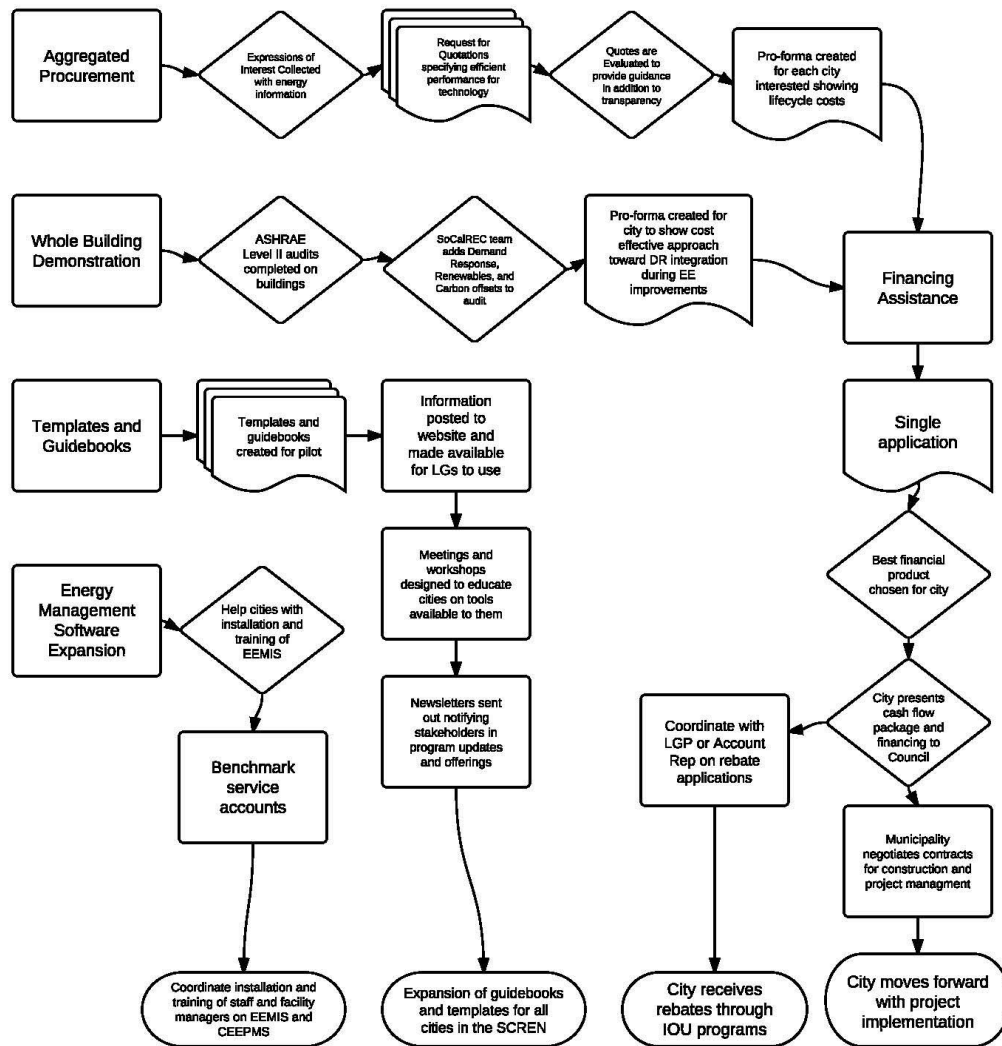 Aggregated
Procurement
Expressions of
Interest Collected
with energy
information
Request for
Quotations
specifying efficient
performance for
technology
Quotes are
Evaluated to
provide guidance
in addition to
transparency
Pro-forma created
for each city
interested showing
lifecycle costs
Whole Building
Demonstration
ASHRAE
Level II audits
completed on
buildings
SoCalREC team
adds Demand
Response,
Renewables, and
Carbon offsets to
audit
Pro-forma created for
city to show cost
effective approach
toward DR integration
during EE
improvements
Financing
Assistance
Templates and
Guidebooks
Templates and
guidebooks
created for pilot
Information
posted to
website and
made available
for LGs to use
Single
application
Meetings and
workshops
designed to educate
cities on tools
available to them
Best financial
product
chosen for city
Energy
Management
Software
Expansion
Help cities with
installation and
training of
EEMIS
Newsletters sent
out notifying
stakeholders in
program updates
and offerings
Coordinate with
LGP or Account
Rep on rebate
applications
City presents
cash flow
package and
financing to
Council
Benchmark
service
accounts
Municipality
negotiates contracts
for construction and
project managment
Coordinate installation and
training of staff and facility
managers on EEMIS and
CEEPMS
Expansion of guidebooks
and templates for all
cities in the SCREN
City receives
rebates through
IOU programs
City moves forward
with project
implementation